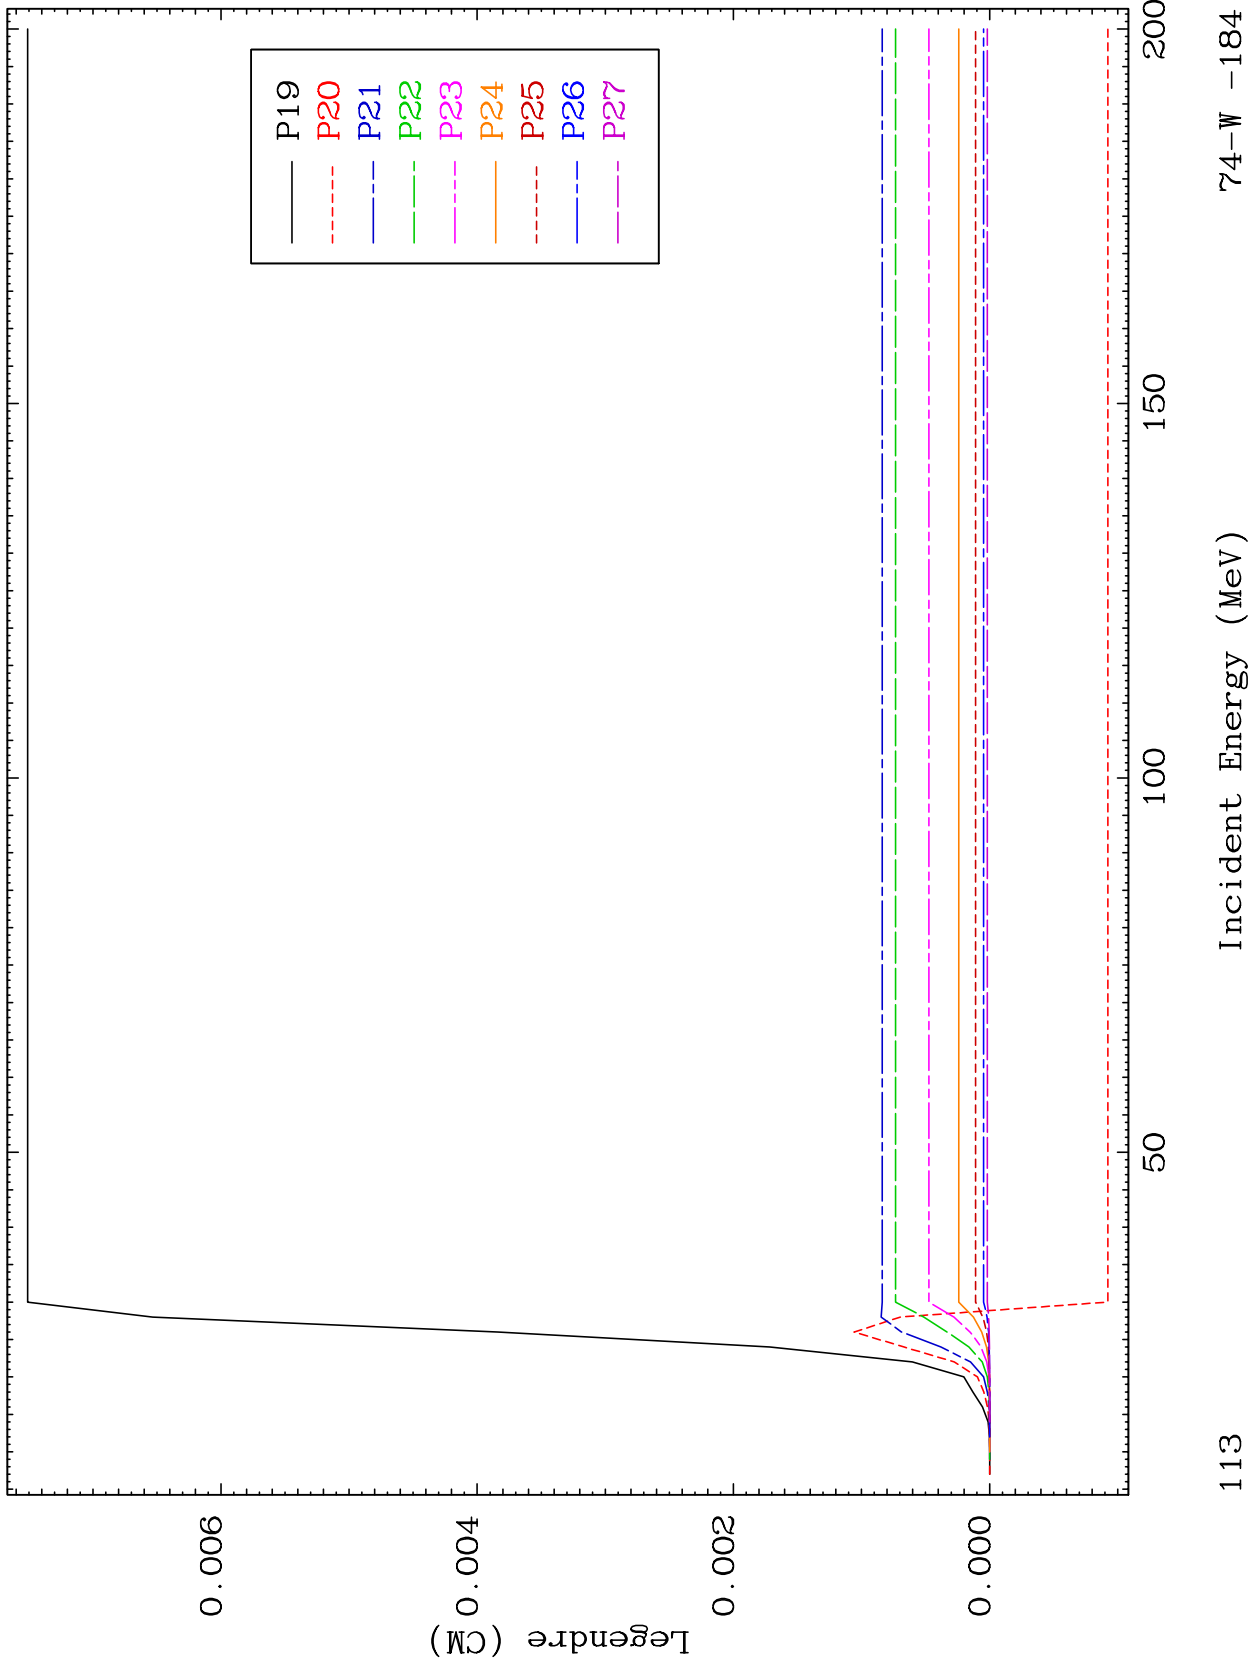 Legendre (CM)
0.006
0.004
0.002
0.000
P19
P20
P21
P22
P23
P24
P25
P26
P27
50
100
150
200
113
Incident Energy (MeV)
74-W -184